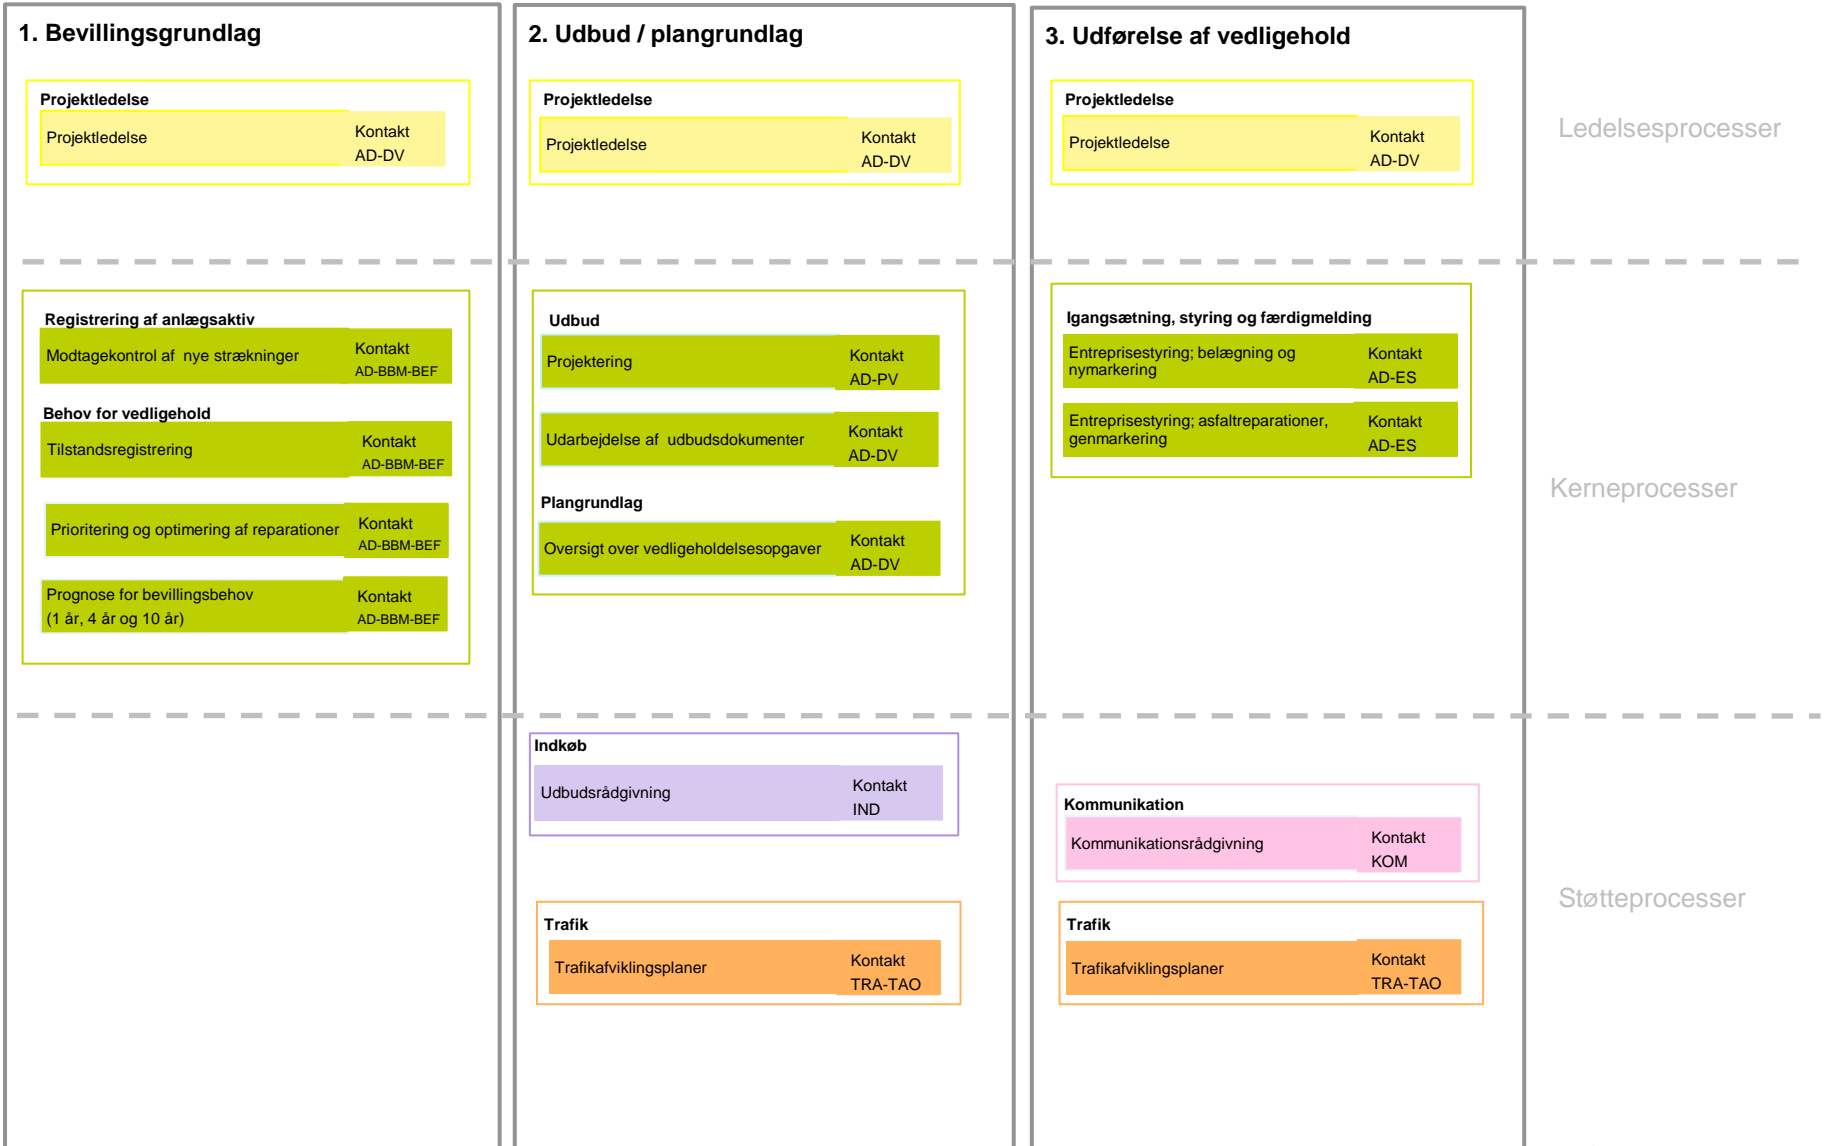 1. Bevillingsgrundlag
Projektledelse
Projektledelse
Kontakt
AD-DV
Registrering af anlægsaktiv
Modtagekontrol af nye strækninger
Kontakt
AD-BBM-BEF
Behov for vedligehold
Tilstandsregistrering
Kontakt
AD-BBM-BEF
Prioritering og optimering af reparationer
Kontakt
AD-BBM-BEF
Prognose for bevillingsbehov
(1 år, 4 år og 10 år)
Kontakt
AD-BBM-BEF
2. Udbud / plangrundlag
Projektledelse
Projektledelse
Kontakt
AD-DV
Udbud
Projektering
Kontakt
AD-PV
Udarbejdelse af udbudsdokumenter
Kontakt
AD-DV
Plangrundlag
Oversigt over vedligeholdelsesopgaver
Kontakt
AD-DV
Indkøb
Udbudsrådgivning
Kontakt
IND
Trafik
Trafikafviklingsplaner
Kontakt
TRA-TAO
3. Udførelse af vedligehold
Projektledelse
Projektledelse
Kontakt
AD-DV
Igangsætning, styring og færdigmelding
Entreprisestyring; belægning og
nymarkering
Kontakt
AD-ES
Entreprisestyring; asfaltreparationer,
genmarkering
Kontakt
AD-ES
Kommunikation
Kommunikationsrådgivning
Kontakt
KOM
Trafik
Trafikafviklingsplaner
Kontakt
TRA-TAO
Ledelsesprocesser
Kerneprocesser
Støtteprocesser